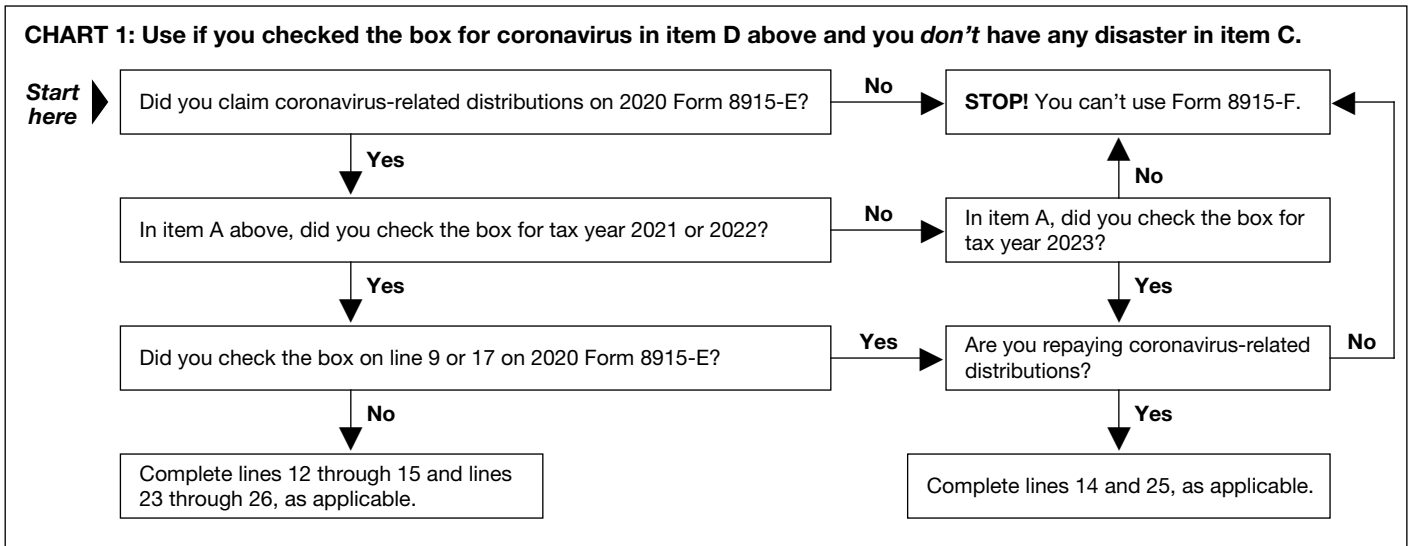 CHART 1: Use if you checked the box for coronavirus in item D above and you don't have any disaster in item C.
Start
here
Did you claim coronavirus-related distributions on 2020 Form 8915-E?
No
STOP! You can't use Form 8915-F.
Yes
No
In item A above, did you check the box for tax year 2021 or 2022?
No
In item A, did you check the box for
tax year 2023?
Yes
Yes
Did you check the box on line 9 or 17 on 2020 Form 8915-E?
Yes
Are you repaying coronavirus-related
distributions?
No
No
Yes
Complete lines 12 through 15 and lines
23 through 26, as applicable.
Complete lines 14 and 25, as applicable.